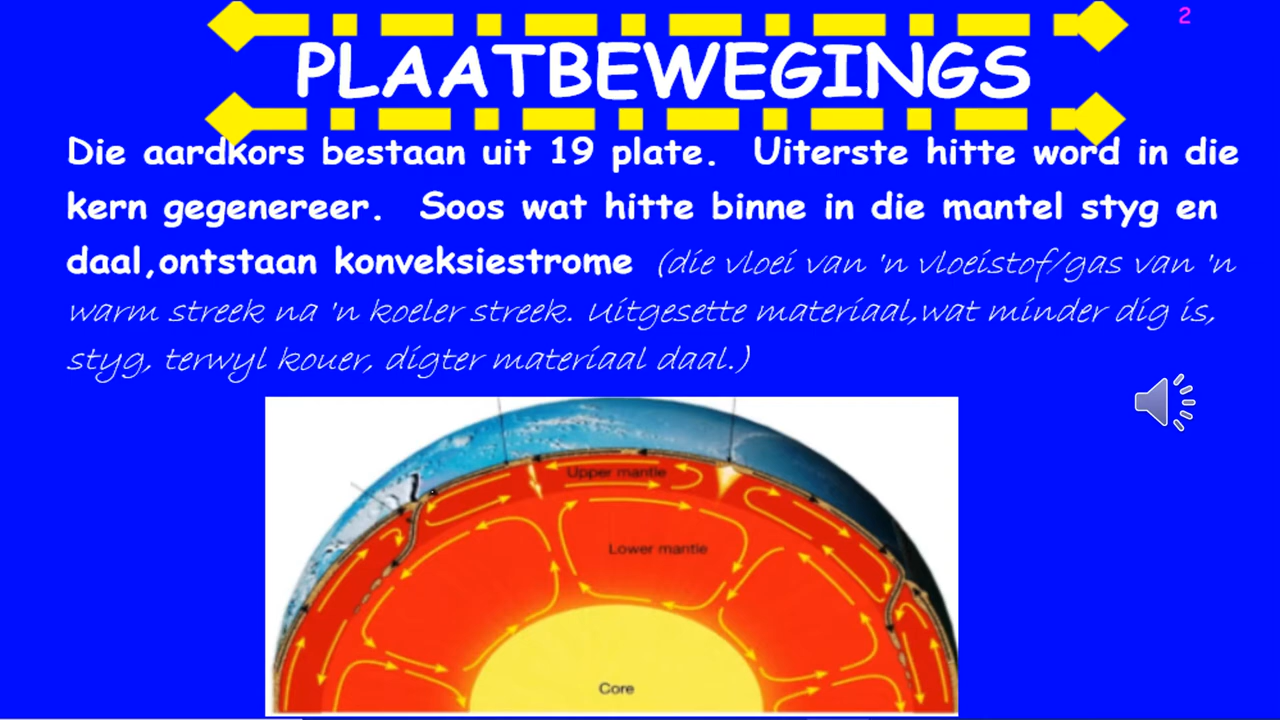 2
PLAATBEWEGINGS
Die aardkors bestaan uit 19 plate. Uiterste hitte word in die
kern gegenereer. Soos wat hitte binne in die mantel styg en
daal,ontstaan konveksiestrome (die vloei van 'n vloeistof/gas van 'n
warm streek na 'n koeler streek. Uitgesette materiaal,wat minder dig is,
styg, terwyl kouer, digter materiaal daal.)
Upper mantle
Lower mantle
Core